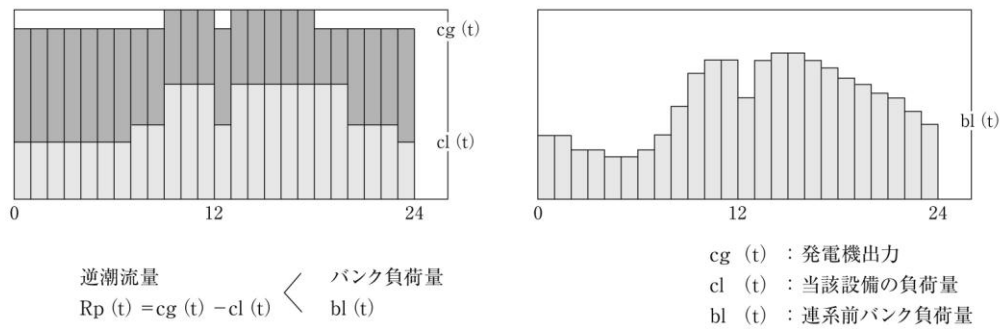 cg (t)
cl (t)
0 12 24
bl (t)
0 12 24
逆潮流量 < バンク負荷量
Rp (t) =cg (t) −cl (t) bl (t)
cg (t) : 発電機出力
cl (t) : 当該設備の負荷量
bl (t) : 連系前バンク負荷量